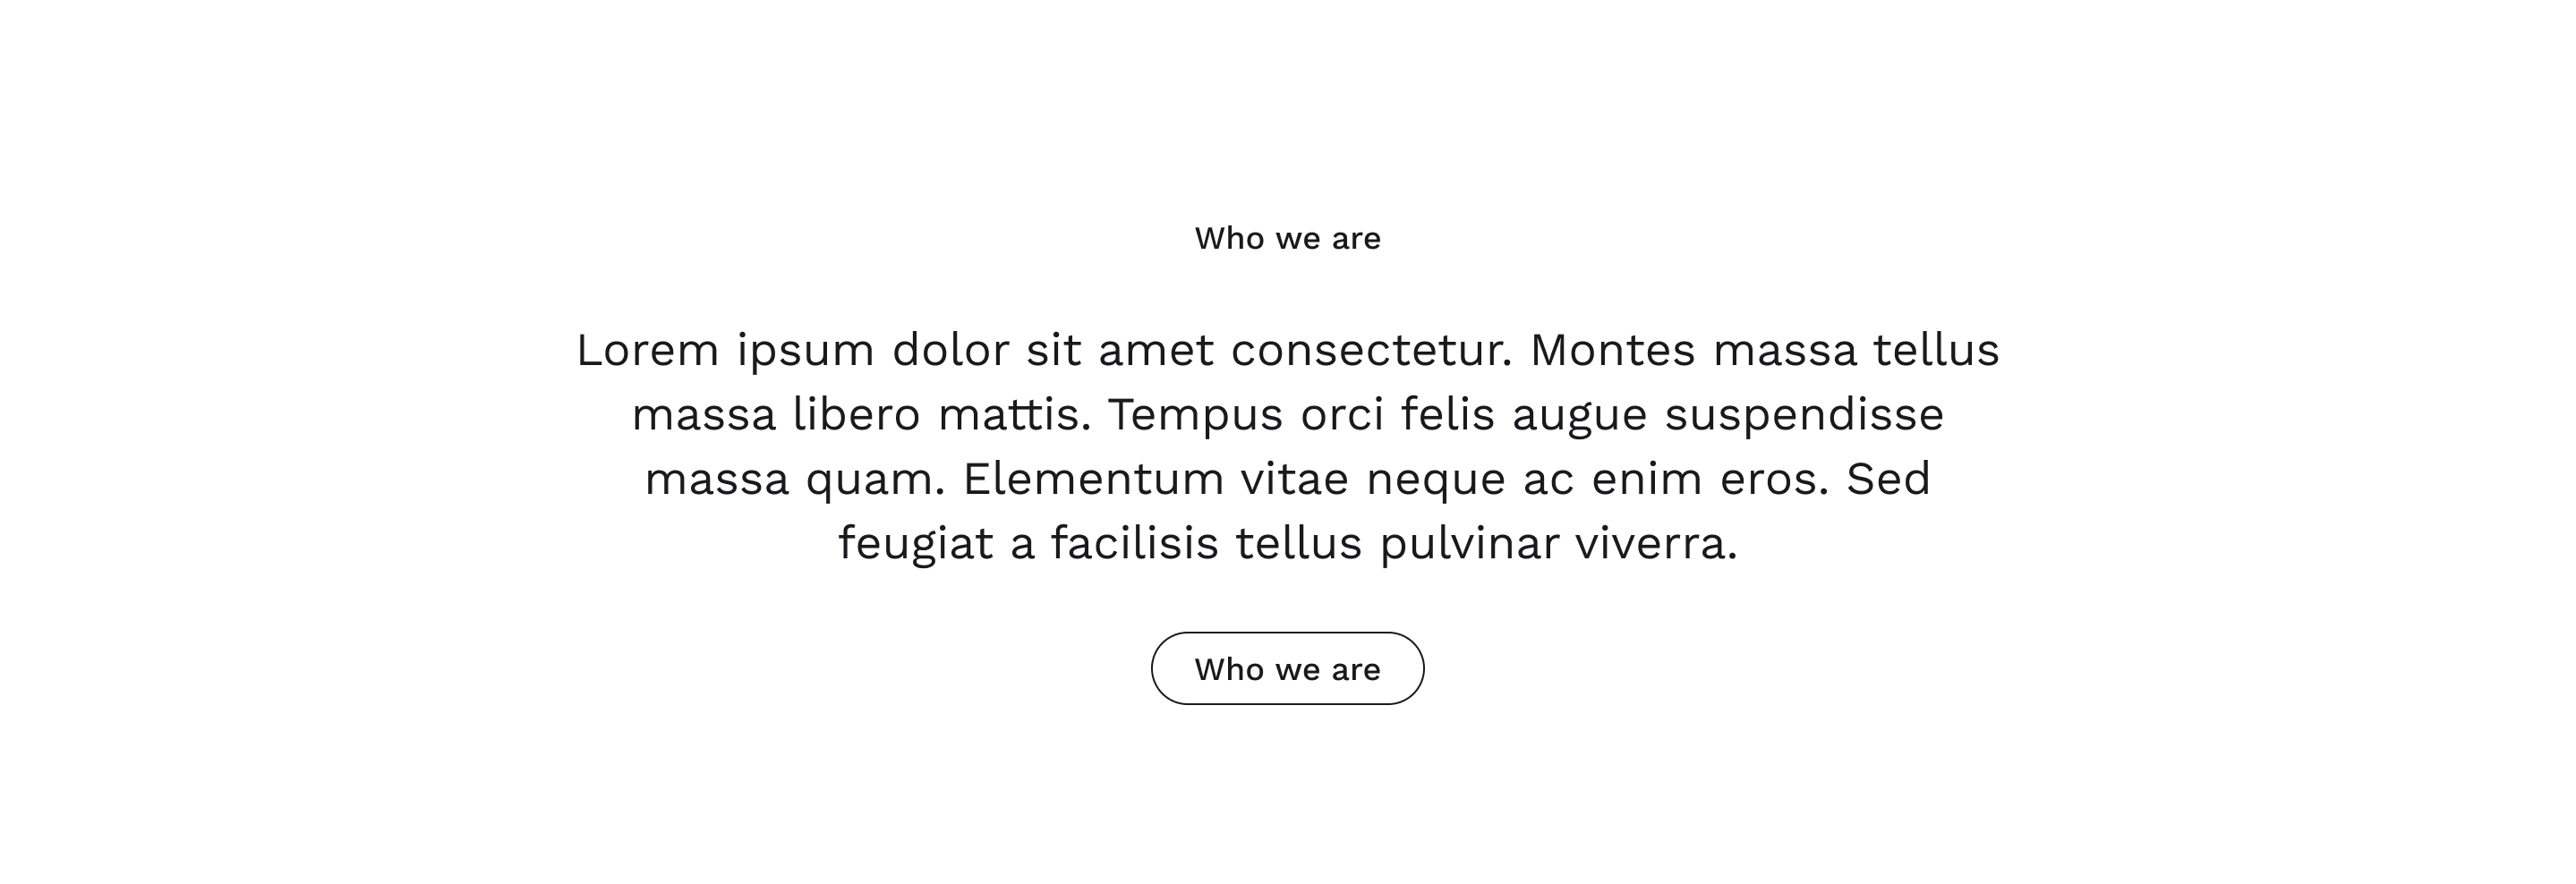 Who we are
Lorem ipsum dolor sit amet consectetur. Montes massa tellus
massa libero mattis. Tempus orci felis augue suspendisse
massa quam. Elementum vitae neque ac enim eros. Sed
feugiat a facilisis tellus pulvinar viverra.
Who we are